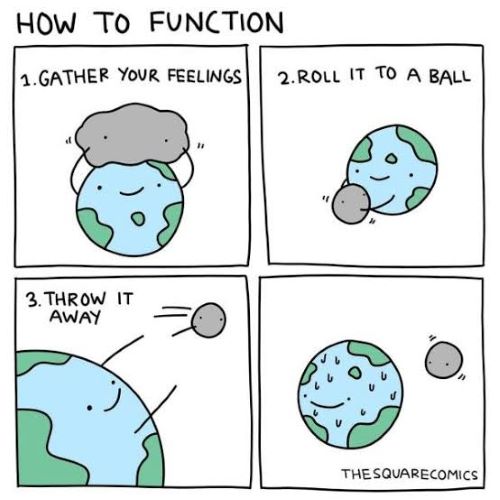 HOW TO FUNCTION
1. GATHER YOUR FEELINGS
2. ROLL IT TO A BALL
3. THROW IT
AWAY
THESQUARECOMICS